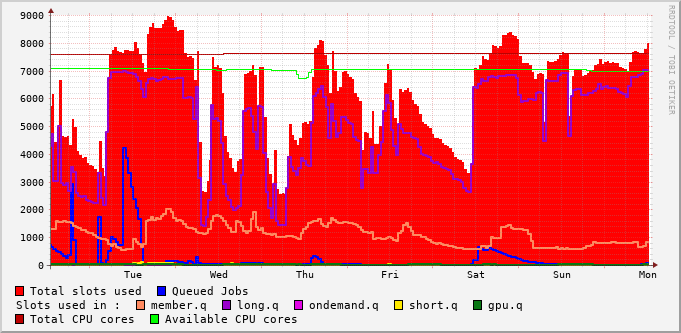 9000
8000
7000
6000
5000
4000
3000
2000
1000
0
Tue Wed Thu Fri Sat Sun Mon
Total slots used Queued Jobs
Slots used in : member.q long.q ondemand.q short.q gpu.q
Total CPU cores Available CPU cores
RRDTOOL / TOBI OETIKER